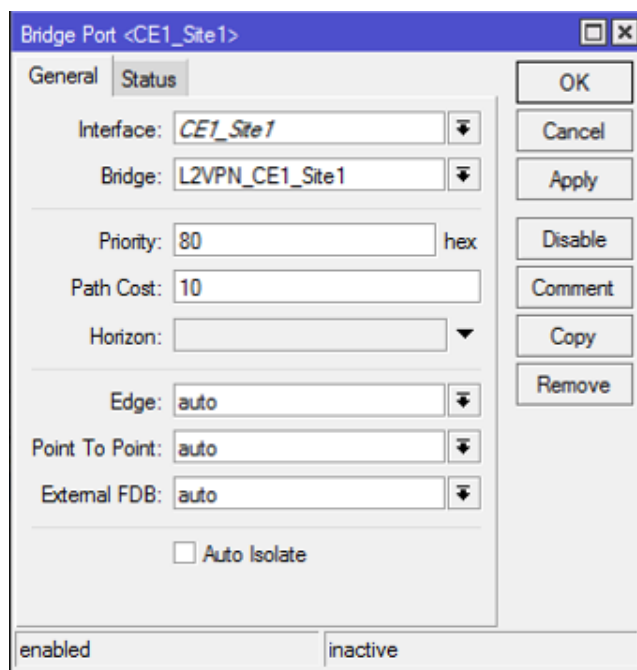 Bridge Port <CE1_Site1>
General Status
OK
Interface: CE1_Site1
Cancel
Bridge: L2VPN_CE1_Site1
Apply
Priority: 80 hex
Disable
Path Cost: 10
Comment
Horizon:
Copy
Edge: auto
Remove
Point To Point: auto
External FDB: auto
Auto Isolate
enabled inactive